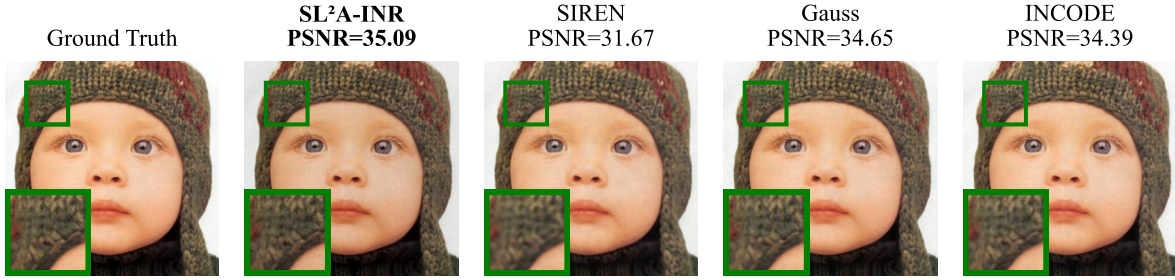 Ground Truth
SL²A-INR
PSNR=35.09
SIREN
PSNR=31.67
Gauss
PSNR=34.65
INCODE
PSNR=34.39